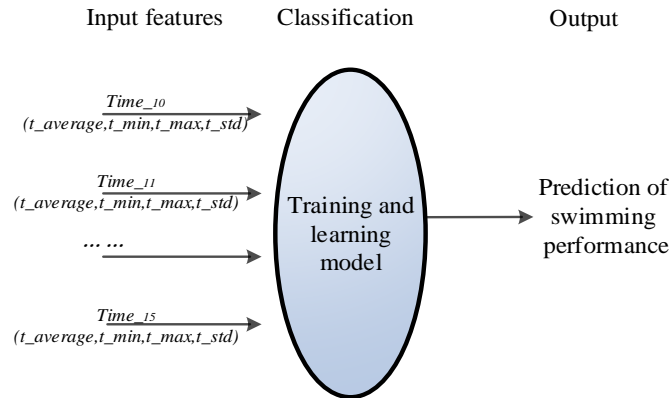 Input features
Classification
Output
Time_10
(t_average,t_min,t_max,t_std)
Time_11
(t_average,t_min,t_max,t_std)
... ...
Time_15
(t_average,t_min,t_max,t_std)
Training and
learning
model
Prediction of
swimming
performance